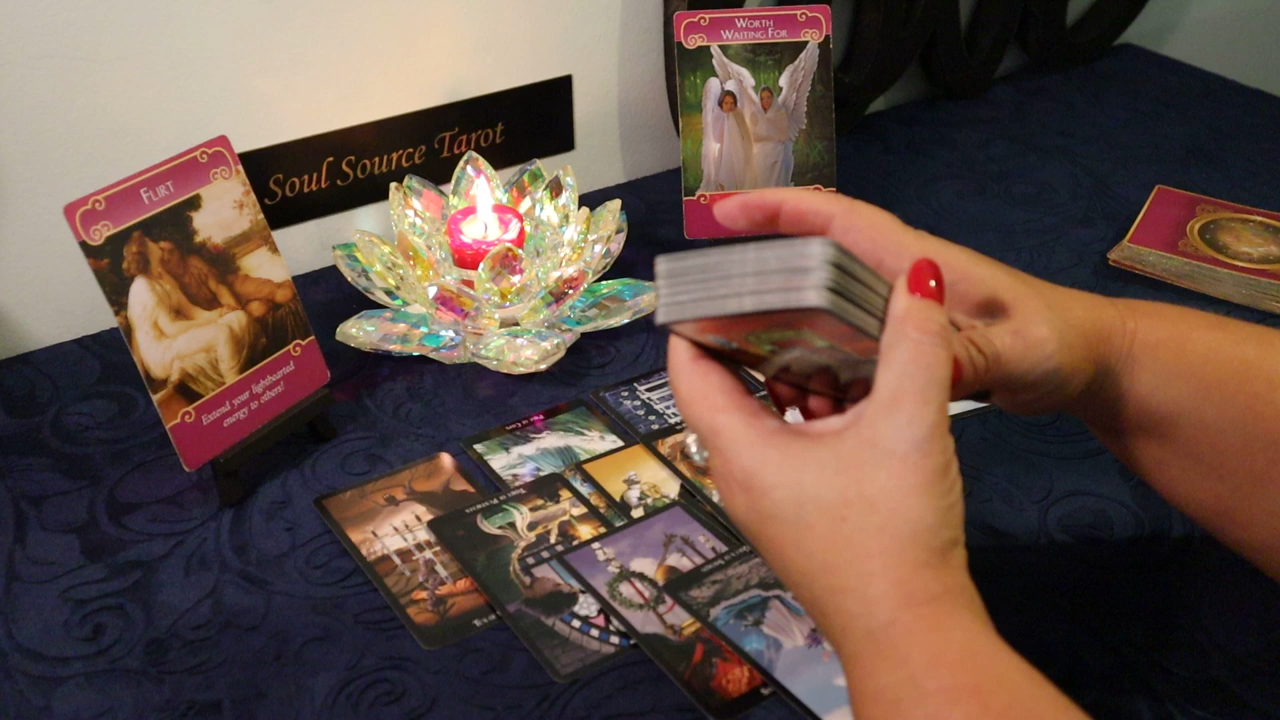 WORTH
WAITING FOR
Soul Source Tarot
FLIRT
Extend your lighthearted
energy to others!